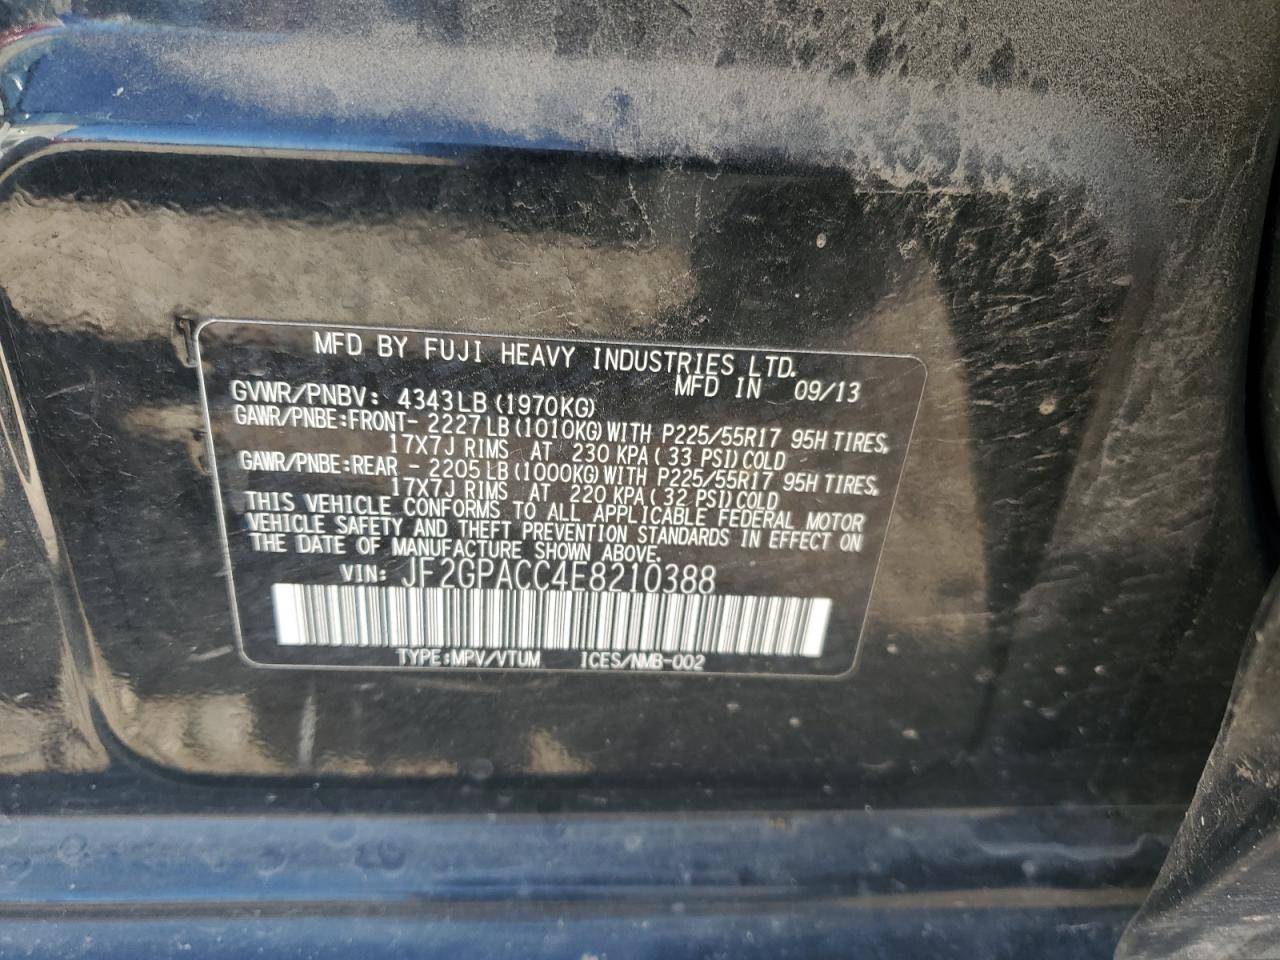 MFD BY FUJI HEAVY INDUSTRIES LTD.
MFD IN 09/13
GVWR/PNBV: 4343LB (1970KG)
GAWR/PNBE:FRONT- 2227LB (1010KG) WITH P225/55R17 95H TIRES,
17X7J RIMS AT 230 KPA ( 33 PSI) COLD
GAWR/PNBE:REAR - 2205LB (1000KG) WITH P225/55R17 95H TIRES,
17X7J RIMS AT 220 KPA ( 32 PSI) COLD
THIS VEHICLE CONFORMS TO ALL APPLICABLE FEDERAL MOTOR
VEHICLE SAFETY AND THEFT PREVENTION STANDARDS IN EFFECT ON
THE DATE OF MANUFACTURE SHOWN ABOVE.
VIN: JF2GPACC4E8210388
TYPE:MPV/VTUM ICES/NMB-002